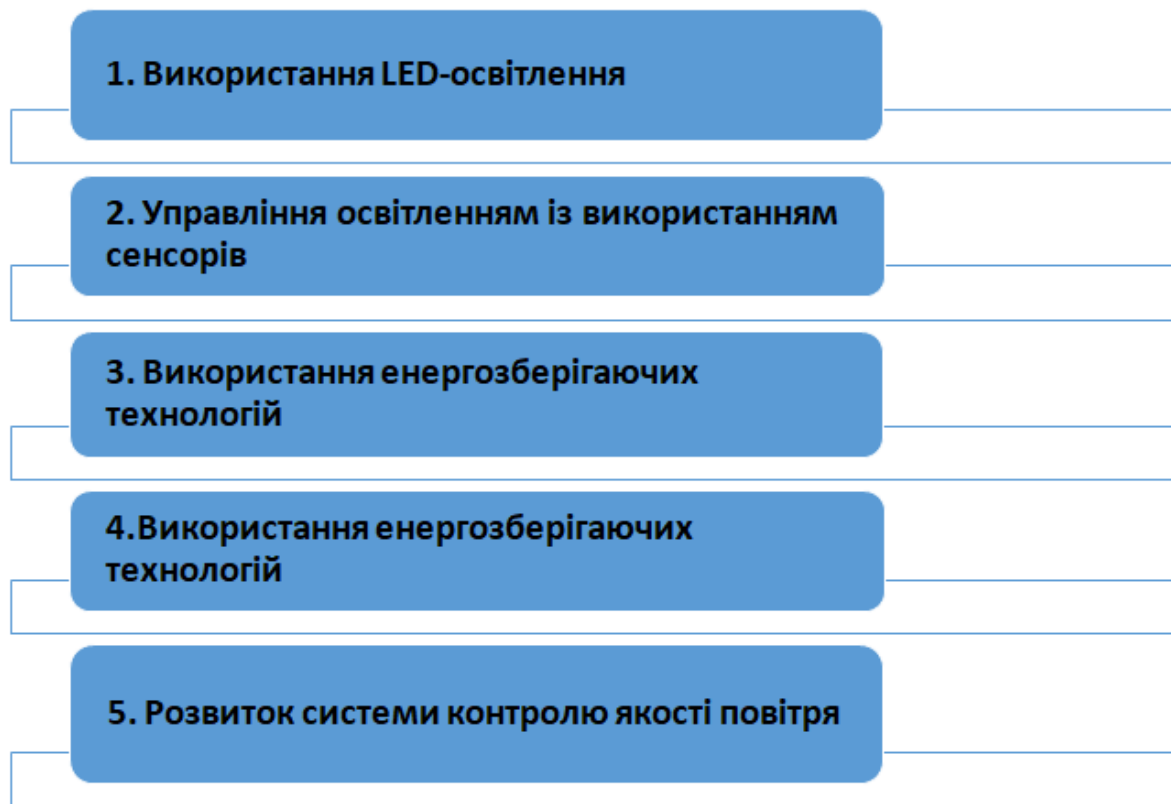 1. Використання LED-освітлення
2. Управління освітленням із використанням
сенсорів
3. Використання енергозберігаючих
технологій
4.Використання енергозберігаючих
технологій
5. Розвиток системи контролю якості повітря